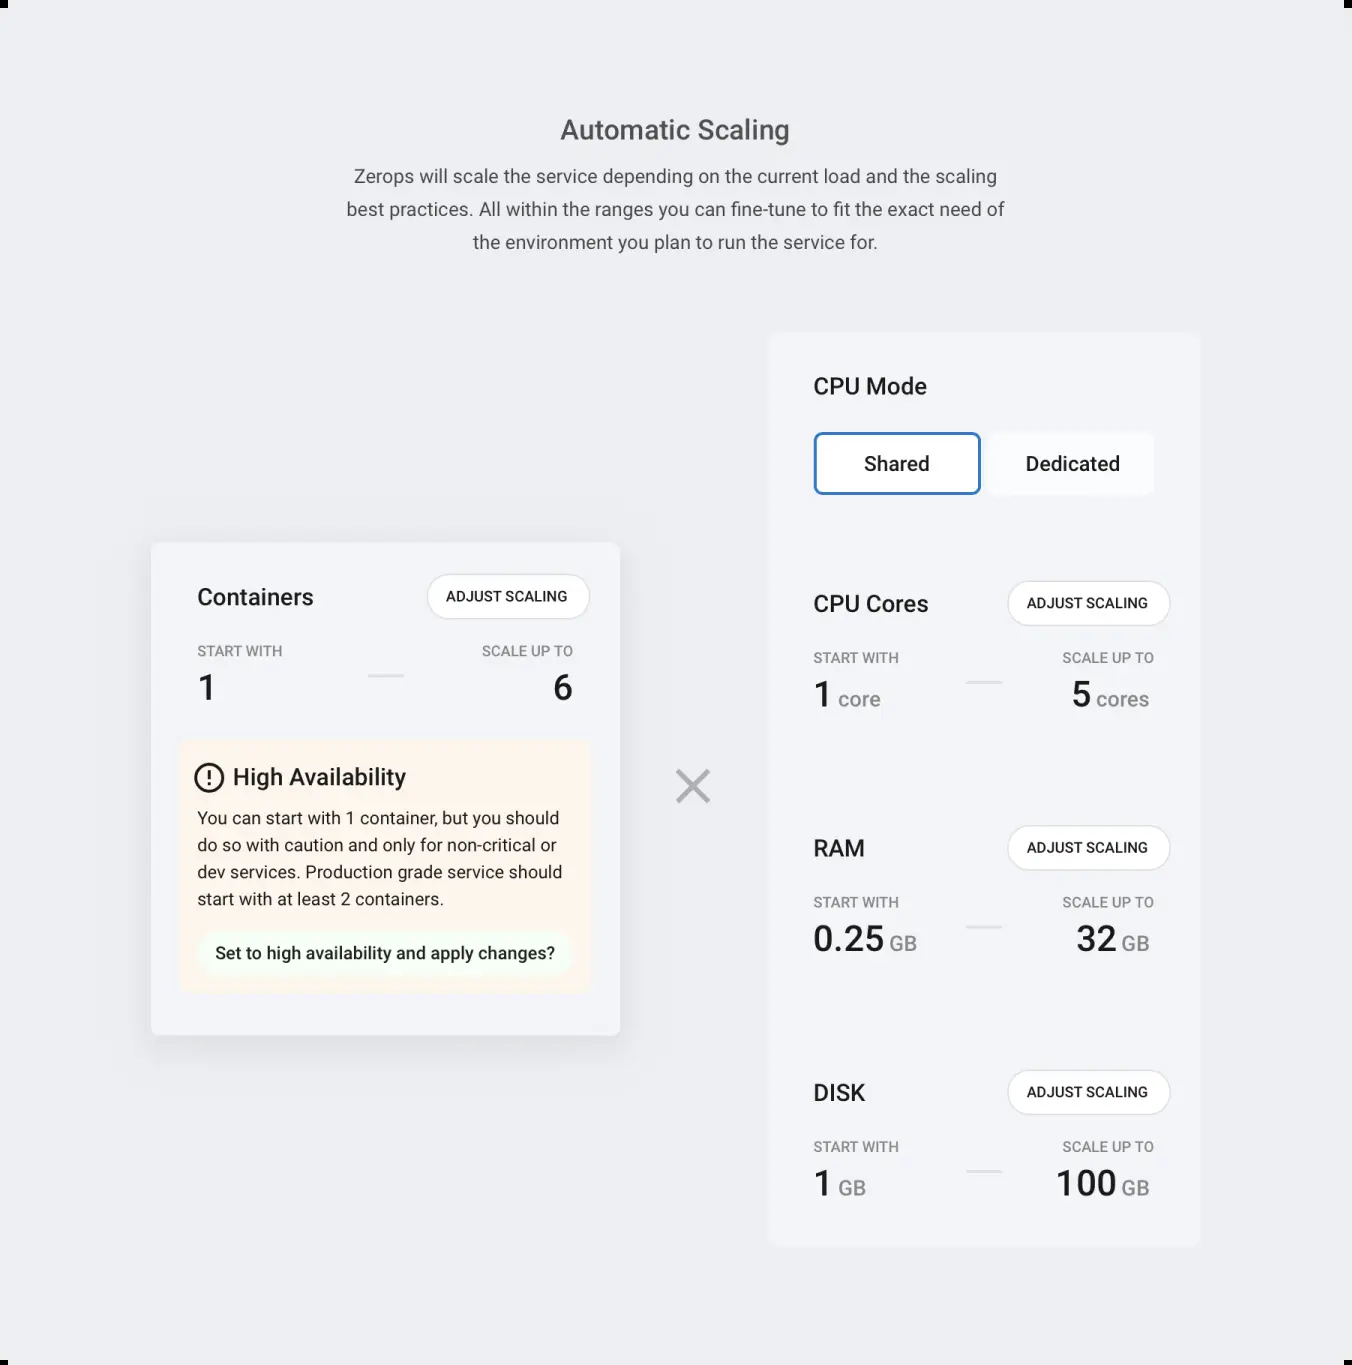 Automatic Scaling
Zerops will scale the service depending on the current load and the scaling
best practices. All within the ranges you can fine-tune to fit the exact need of
the environment you plan to run the service for.
Containers
ADJUST SCALING
START WITH
SCALE UP TO
1
6
High Availability
You can start with 1 container, but you should
do so with caution and only for non-critical or
dev services. Production grade service should
start with at least 2 containers.
Set to high availability and apply changes?
CPU Mode
Shared
Dedicated
CPU Cores
ADJUST SCALING
START WITH
SCALE UP TO
1 core
5 cores
RAM
ADJUST SCALING
START WITH
SCALE UP TO
0.25 GB
32 GB
DISK
ADJUST SCALING
START WITH
SCALE UP TO
1 GB
100 GB